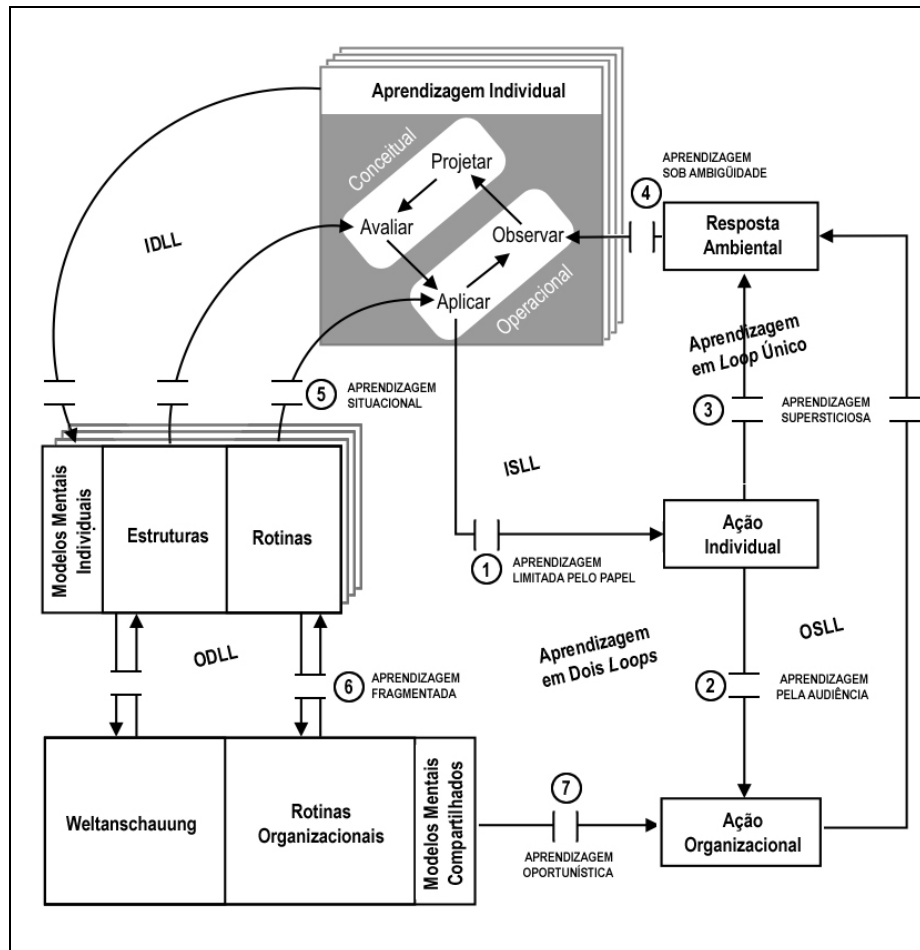 Aprendizagem Individual
Conceitual
Projetar
Avaliar
Observar
Aplicar
Operacional
APRENDIZAGEM
SOB AMBIGÜIDADE
4
Resposta
Ambiental
IDLL
Aprendizagem
em Loop Único
5
APRENDIZAGEM
SITUACIONAL
3
APRENDIZAGEM
SUPERSTICIOSA
Modelos Mentais
Individuais
Estruturas
Rotinas
ISLL
Ação
Individual
1
APRENDIZAGEM
LIMITADA PELO PAPEL
OSLL
Aprendizagem
em Dois Loops
ODLL
6
APRENDIZAGEM
FRAGMENTADA
2
APRENDIZAGEM
PELA AUDIÊNCIA
Weltanschauung
Rotinas
Organizacionais
Modelos Mentais
Compartilhados
7
APRENDIZAGEM
OPORTUNÍSTICA
Ação
Organizacional